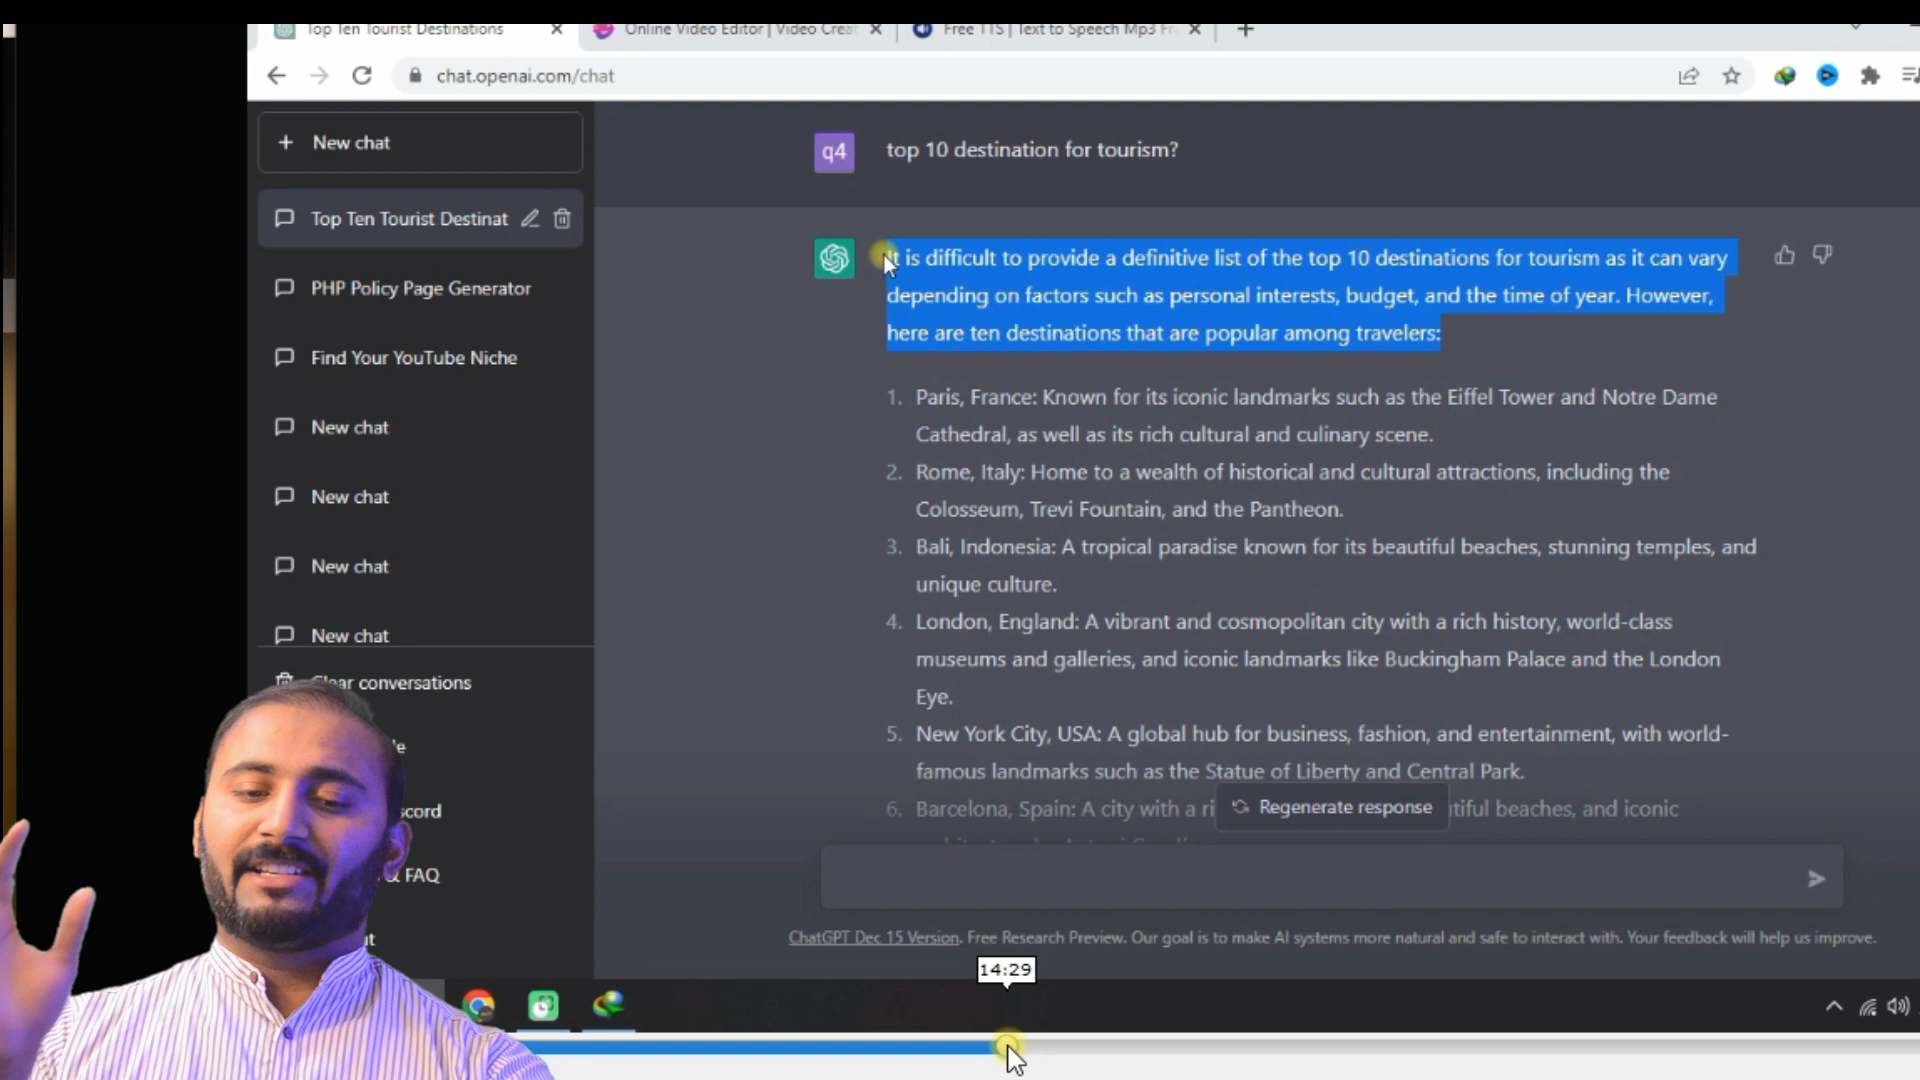 Top Ten Tourist Destinations
Online Video Editor | Video Creat
Free TTS | Text to Speech Mp3 Fr
chat.openai.com/chat
New chat
q4
top 10 destination for tourism?
Top Ten Tourist Destinat
It is difficult to provide a definitive list of the top 10 destinations for tourism as it can vary
depending on factors such as personal interests, budget, and the time of year. However,
here are ten destinations that are popular among travelers:
PHP Policy Page Generator
Find Your YouTube Niche
New chat
New chat
New chat
New chat
1. Paris, France: Known for its iconic landmarks such as the Eiffel Tower and Notre Dame
Cathedral, as well as its rich cultural and culinary scene.
2. Rome, Italy: Home to a wealth of historical and cultural attractions, including the
Colosseum, Trevi Fountain, and the Pantheon.
3. Bali, Indonesia: A tropical paradise known for its beautiful beaches, stunning temples, and
unique culture.
4. London, England: A vibrant and cosmopolitan city with a rich history, world-class
museums and galleries, and iconic landmarks like Buckingham Palace and the London
Eye.
5. New York City, USA: A global hub for business, fashion, and entertainment, with world-
famous landmarks such as the Statue of Liberty and Central Park.
6. Barcelona, Spain: A city with a ri
tiful beaches, and iconic
Regenerate response
Clear conversations
scord
& FAQ
ChatGPT Dec 15 Version. Free Research Preview. Our goal is to make AI systems more natural and safe to interact with. Your feedback will help us improve.
14:29